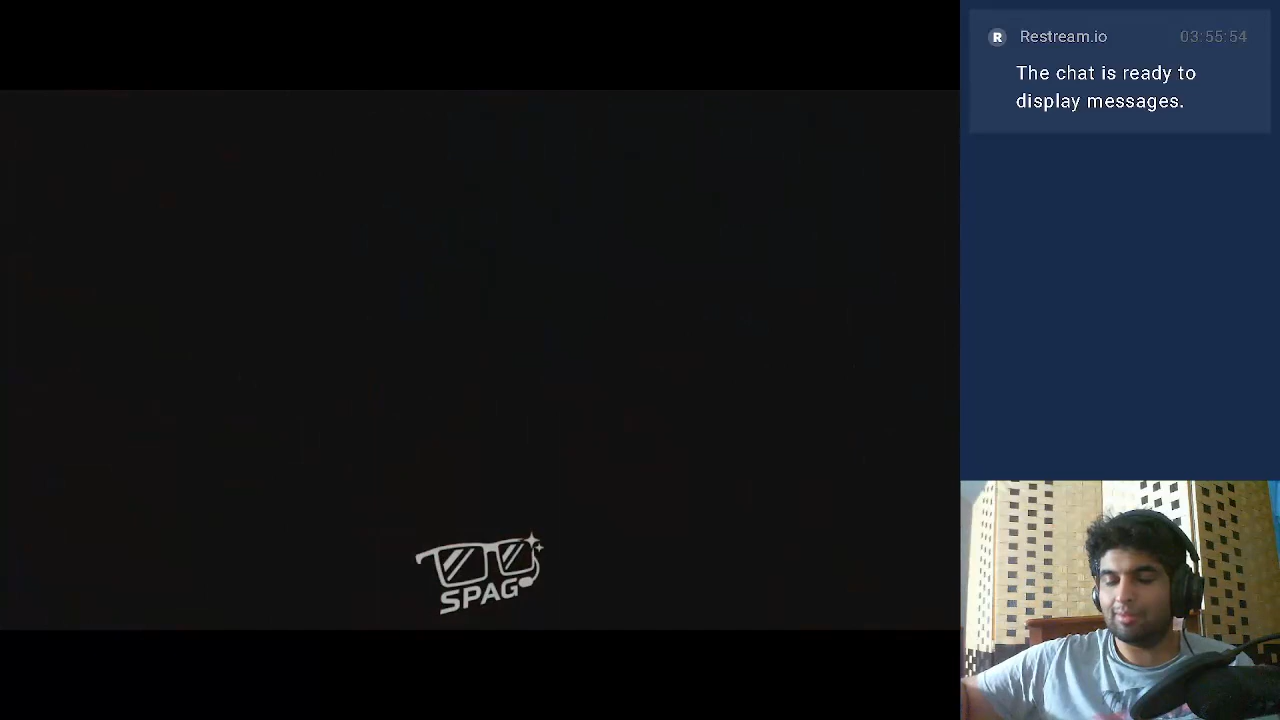 R Restream.io 03:55:54
The chat is ready to
display messages.
SPAG